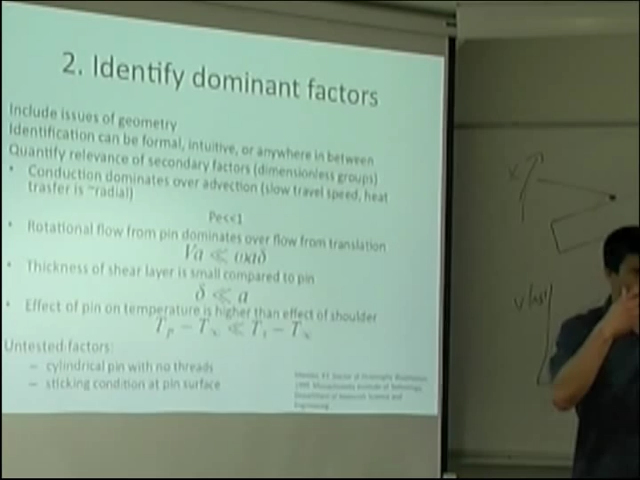 2. Identify dominant factors
Include issues of geometry
Identification can be formal, intuitive, or anywhere in between
Quantify relevance of secondary factors (dimensionless groups)
• Conduction dominates over advection (slow travel speed, heat
trasfer is ~radial)
Pe<<1
• Rotational flow from pin dominates over flow from translation
Va ≪ ωaδ
• Thickness of shear layer is small compared to pin
δ ≪ a
• Effect of pin on temperature is higher than effect of shoulder
Untested factors:
– cylindrical pin with no threads
– sticking condition at pin surface